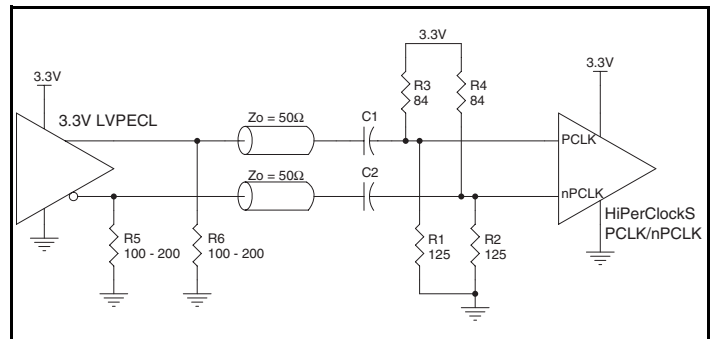 3.3V
3.3V
3.3V
3.3V LVPECL
R3
84
R4
84
Zo = 50Ω
C1
PCLK
Zo = 50Ω
C2
nPCLK
HiPerClockS
PCLK/nPCLK
R5
100 - 200
R6
100 - 200
R1
125
R2
125